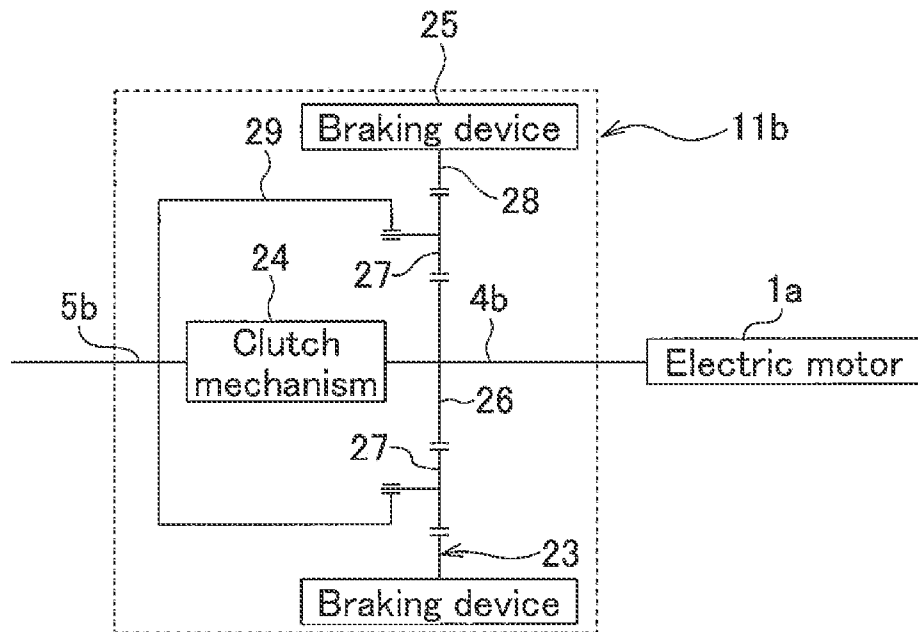 25
Braking device
11b
29
28
24
27
5b
4b
1a
Clutch
mechanism
Electric motor
26
27
23
Braking device